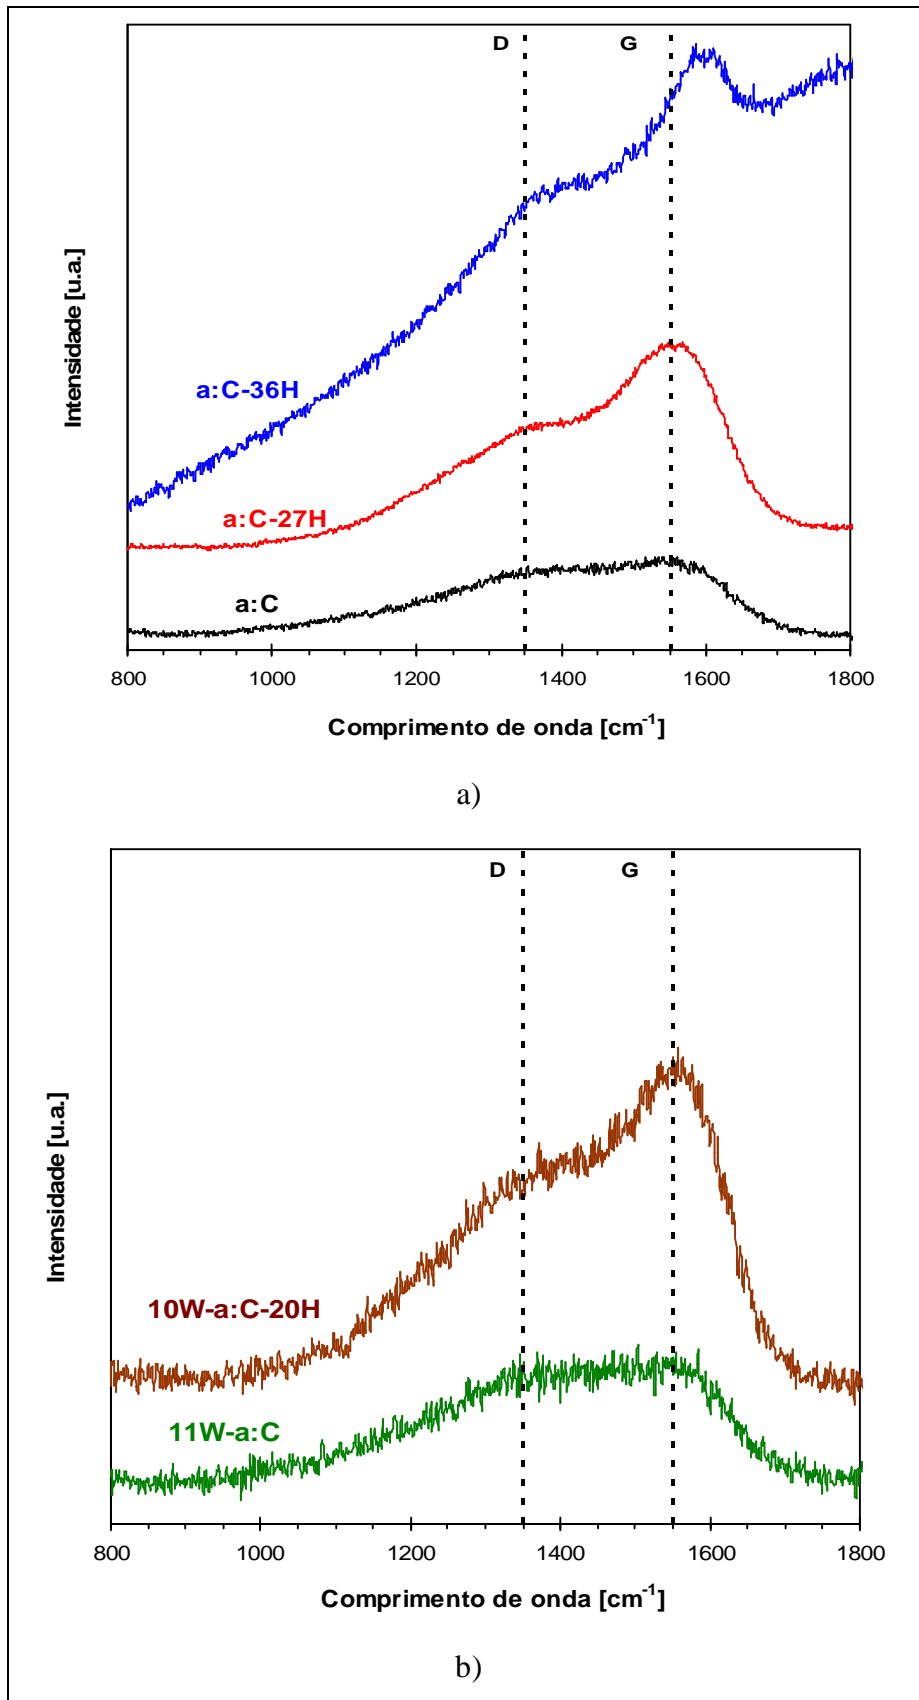 D G
Intensidade [u.a.]
a:C-36H
a:C-27H
a:C
800 1000 1200 1400 1600 1800
Comprimento de onda [cm-1]
a)
D G
Intensidade [u.a.]
10W-a:C-20H
11W-a:C
800 1000 1200 1400 1600 1800
Comprimento de onda [cm-1]
b)